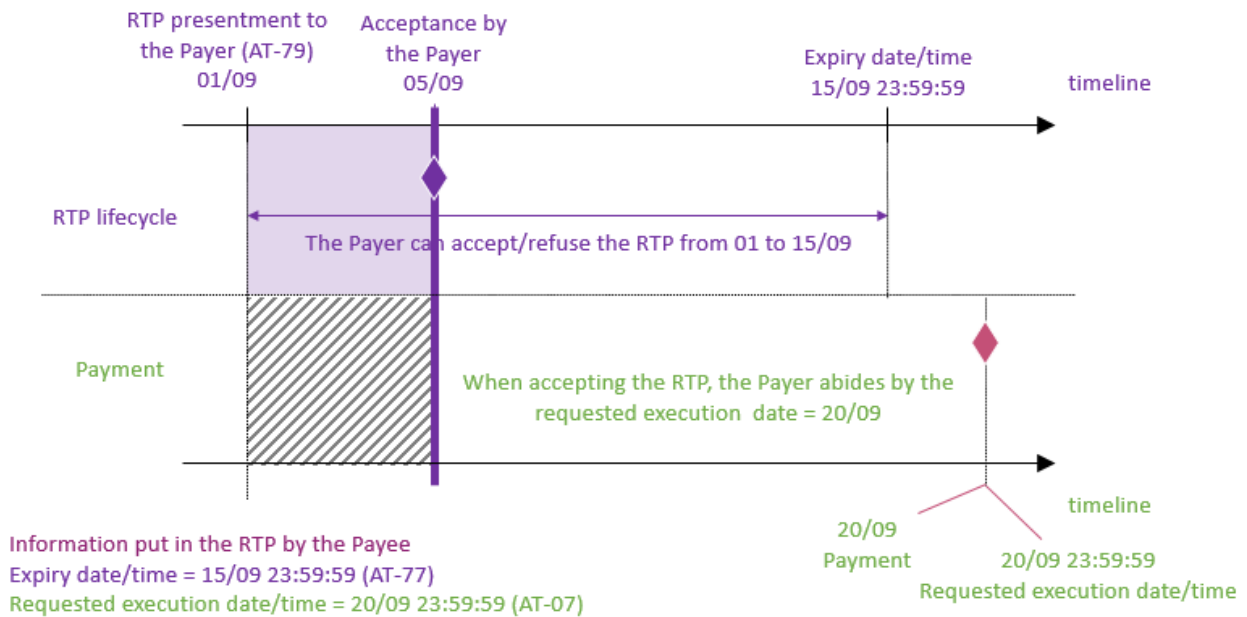 RTP presentment to
the Payer (AT-79)
01/09
Acceptance by
the Payer
05/09
Expiry date/time
15/09 23:59:59
timeline
RTP lifecycle
The Payer can accept/refuse the RTP from 01 to 15/09
Payment
When accepting the RTP, the Payer abides by the
requested execution date = 20/09
timeline
20/09
Payment
20/09 23:59:59
Requested execution date/time
Information put in the RTP by the Payee
Expiry date/time = 15/09 23:59:59 (AT-77)
Requested execution date/time = 20/09 23:59:59 (AT-07)